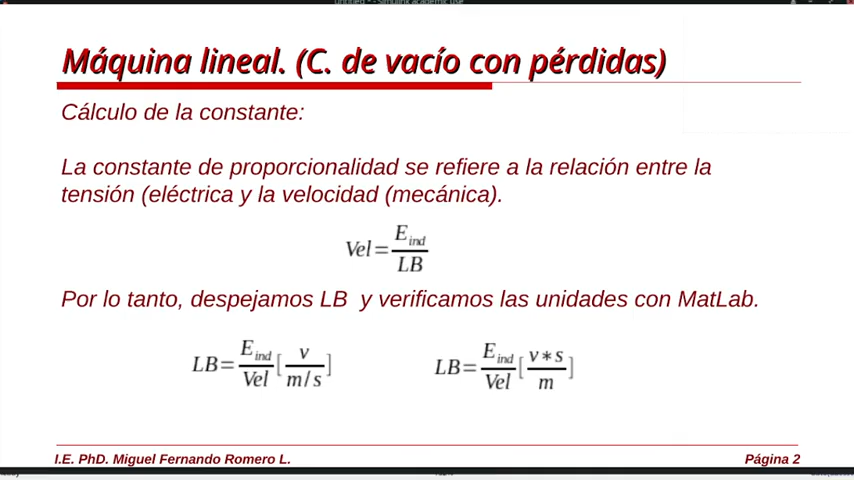 Máquina lineal. (C. de vacío con pérdidas)
Cálculo de la constante:
La constante de proporcionalidad se refiere a la relación entre la
tensión (eléctrica y la velocidad (mecánica).
Vel = E_ind / LB
Por lo tanto, despejamos LB y verificamos las unidades con MatLab.
LB = E_ind / Vel [v / m/s] LB = E_ind / Vel [v*s / m]
I.E. PhD. Miguel Fernando Romero L. Página 2